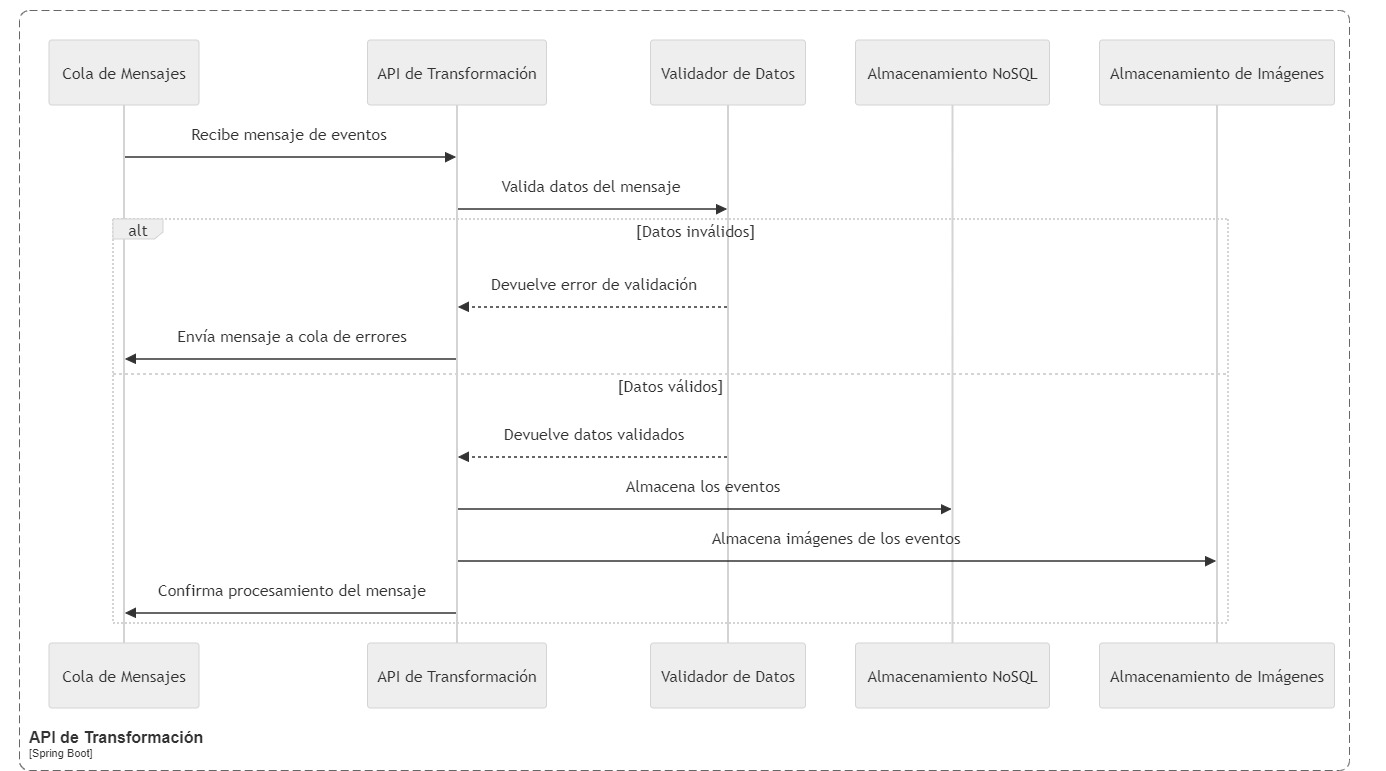 Cola de Mensajes
API de Transformación
Validador de Datos
Almacenamiento NoSQL
Almacenamiento de Imágenes
Recibe mensaje de eventos
Valida datos del mensaje
alt
[Datos inválidos]
Devuelve error de validación
Envía mensaje a cola de errores
[Datos válidos]
Devuelve datos validados
Almacena los eventos
Almacena imágenes de los eventos
Confirma procesamiento del mensaje
Cola de Mensajes
API de Transformación
Validador de Datos
Almacenamiento NoSQL
Almacenamiento de Imágenes
API de Transformación
[Spring Boot]